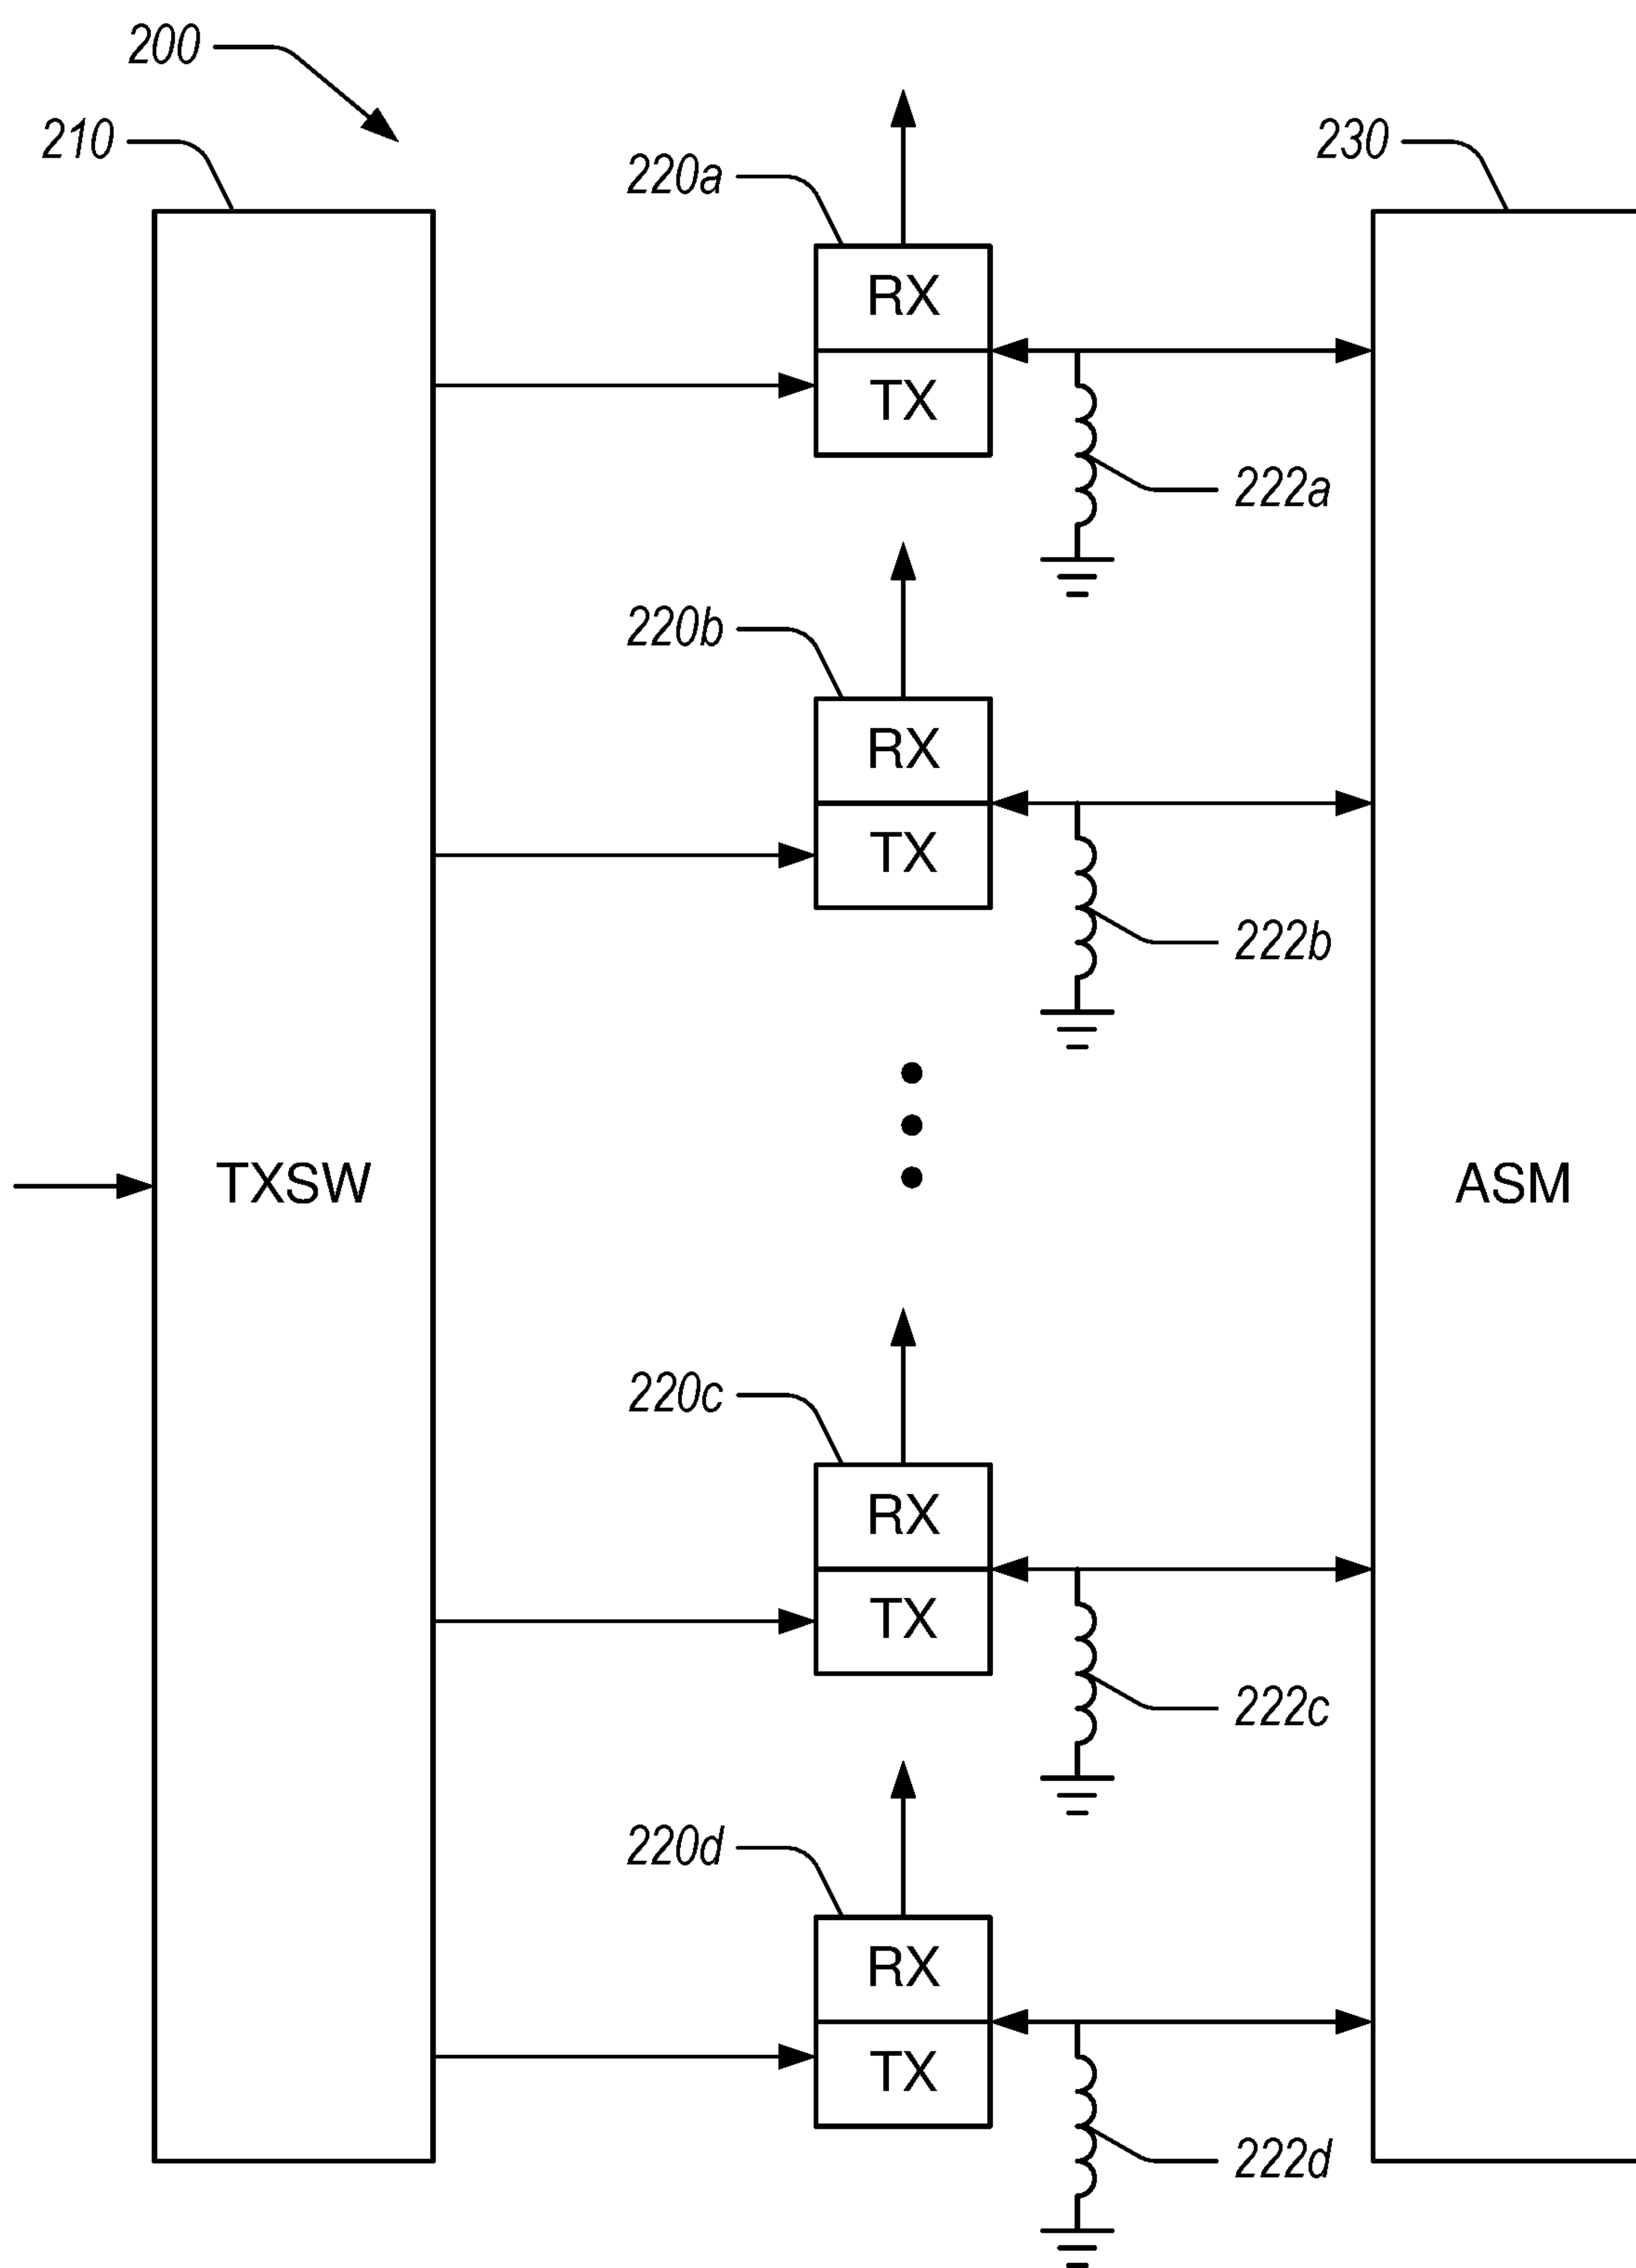 200
210
220a
230
RX
TX
222a
220b
RX
TX
222b
TXSW
ASM
220c
RX
TX
222c
220d
RX
TX
222d